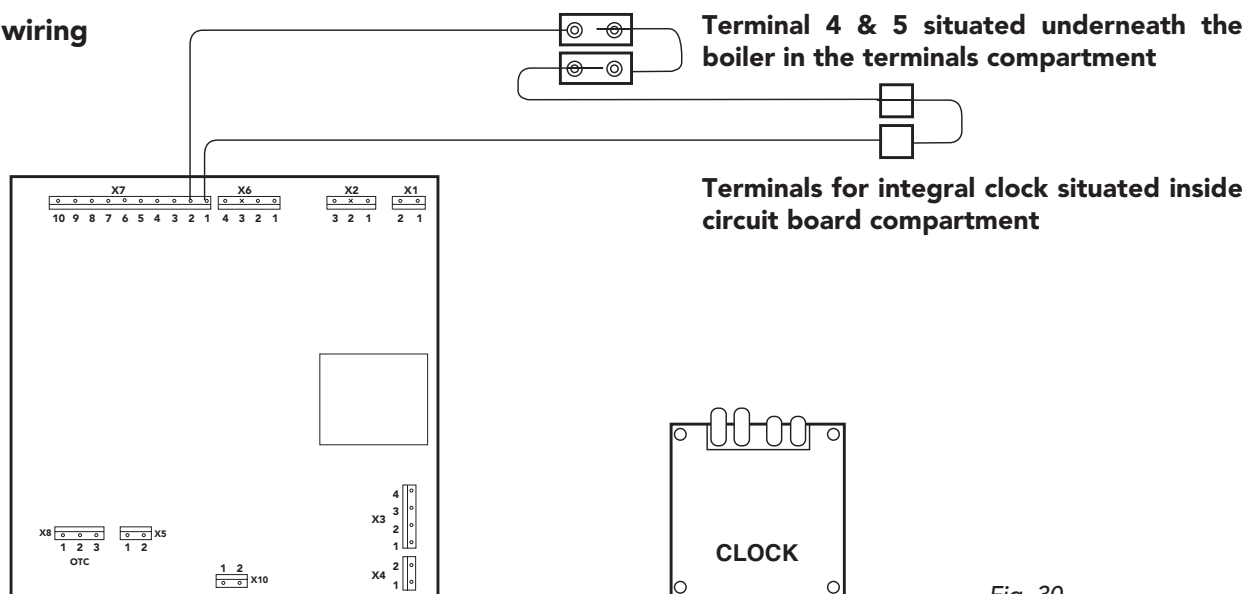 wiring
Terminal 4 & 5 situated underneath the
boiler in the terminals compartment
Terminals for integral clock situated inside
circuit board compartment
X7 X6 X2 X1
10 9 8 7 6 5 4 3 2 1 4 3 2 1 3 2 1 2 1
4
3
X3
2
1
X8 X5
1 2 3 1 2
OTC
CLOCK
1 2
X10
2
X4
1
Fig. 30